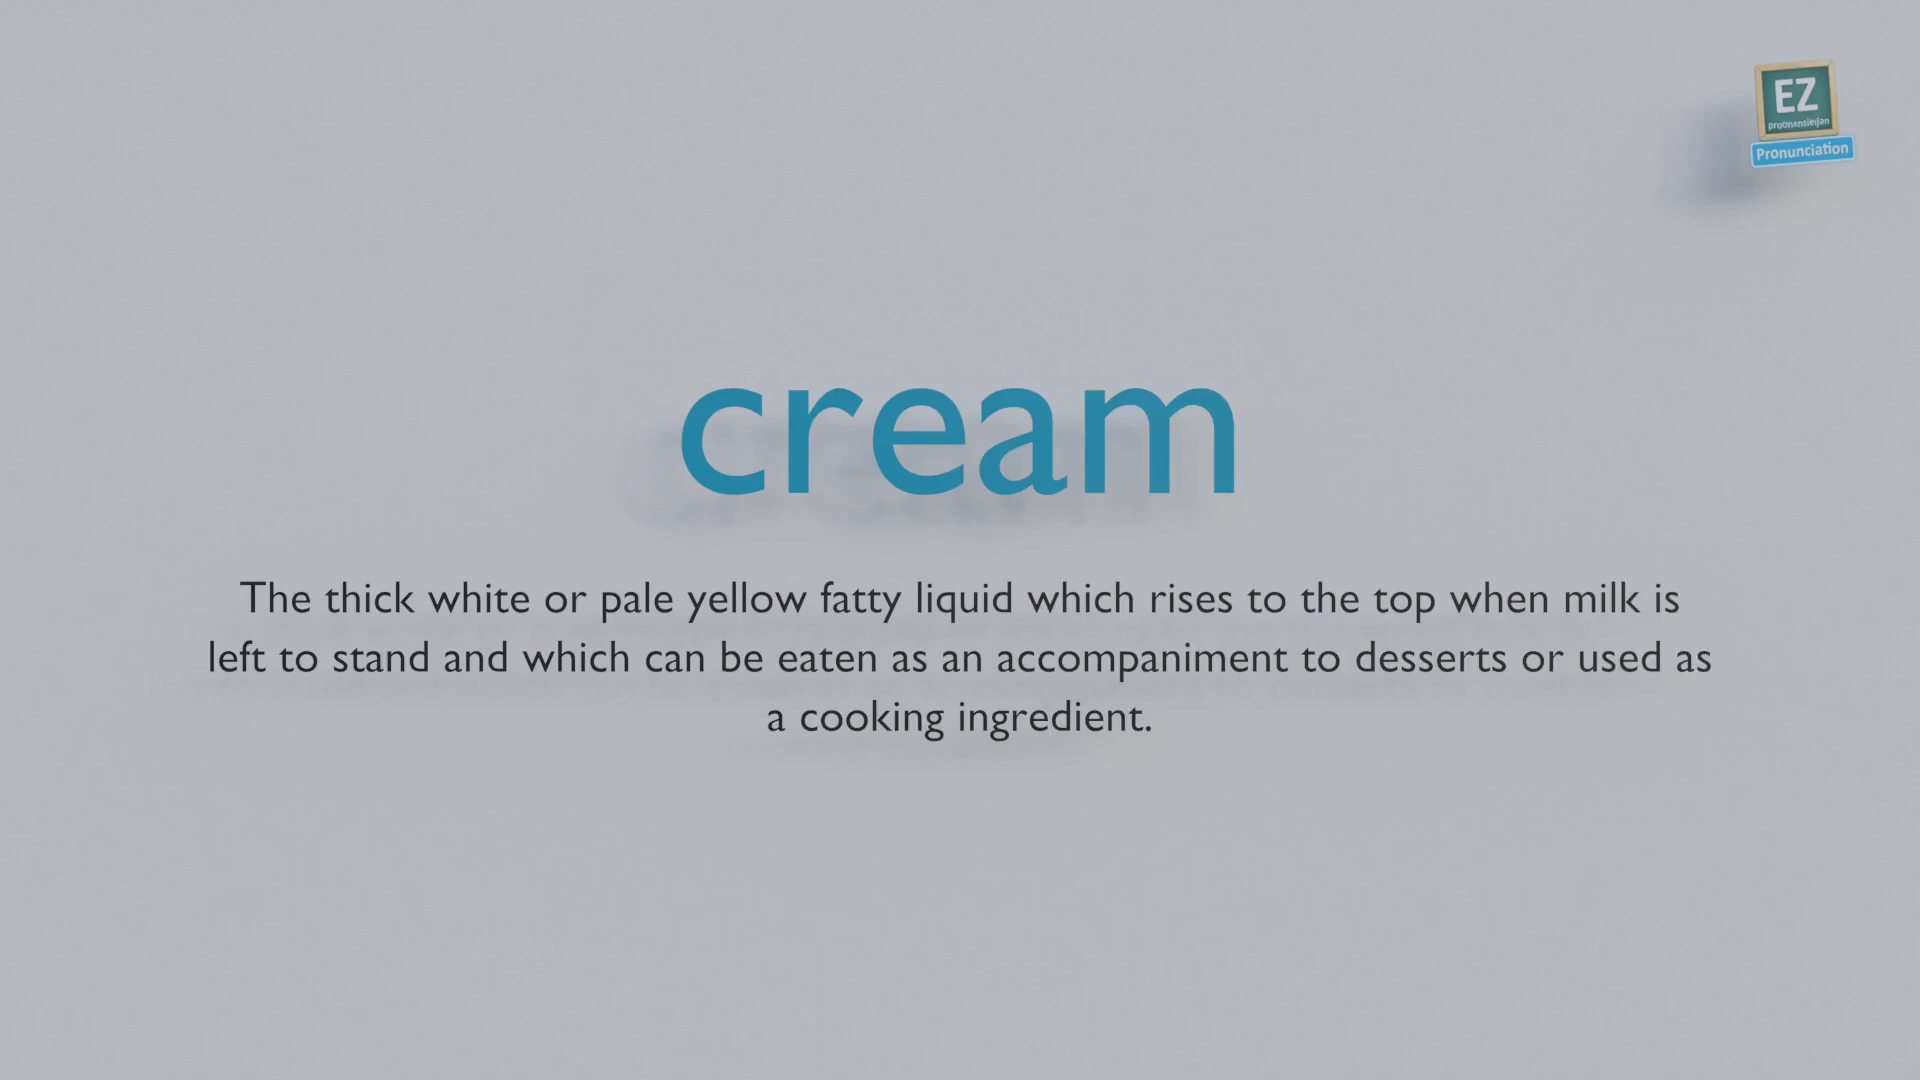 EZ
Pronunciation
cream
The thick white or pale yellow fatty liquid which rises to the top when milk is
left to stand and which can be eaten as an accompaniment to desserts or used as
a cooking ingredient.